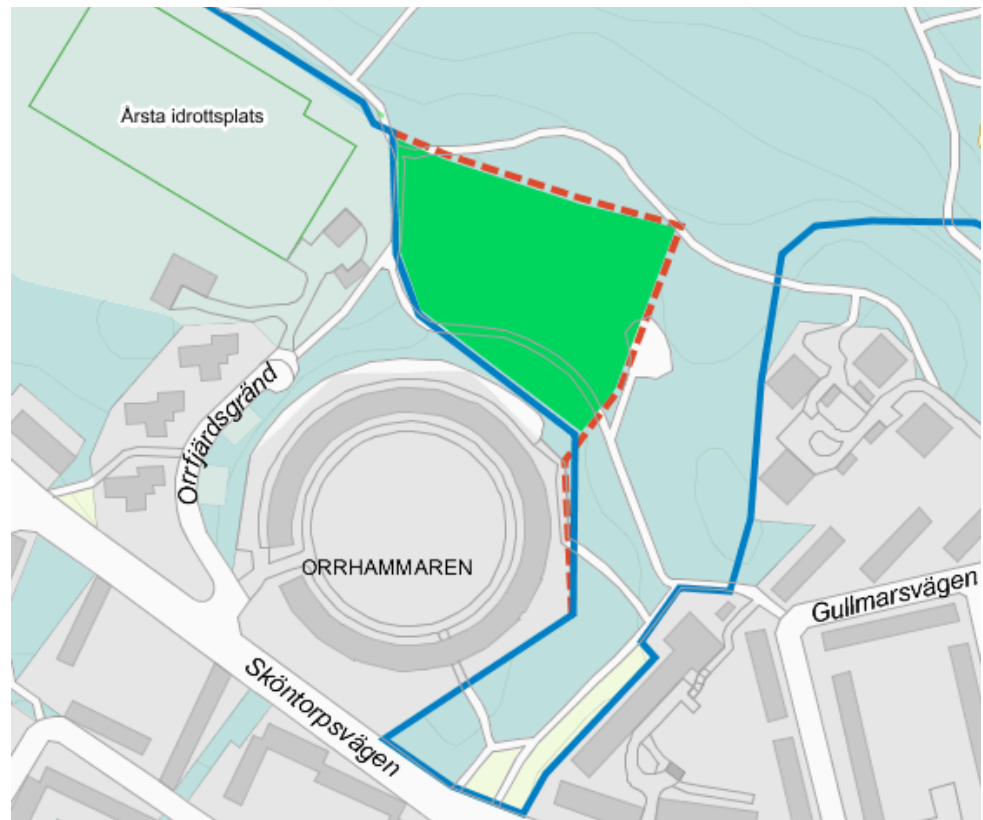 Årsta idrottsplats
Orrfjärdsgränd
ORRHAMMAREN
Gullmarsvägen
Sköntorpsvägen